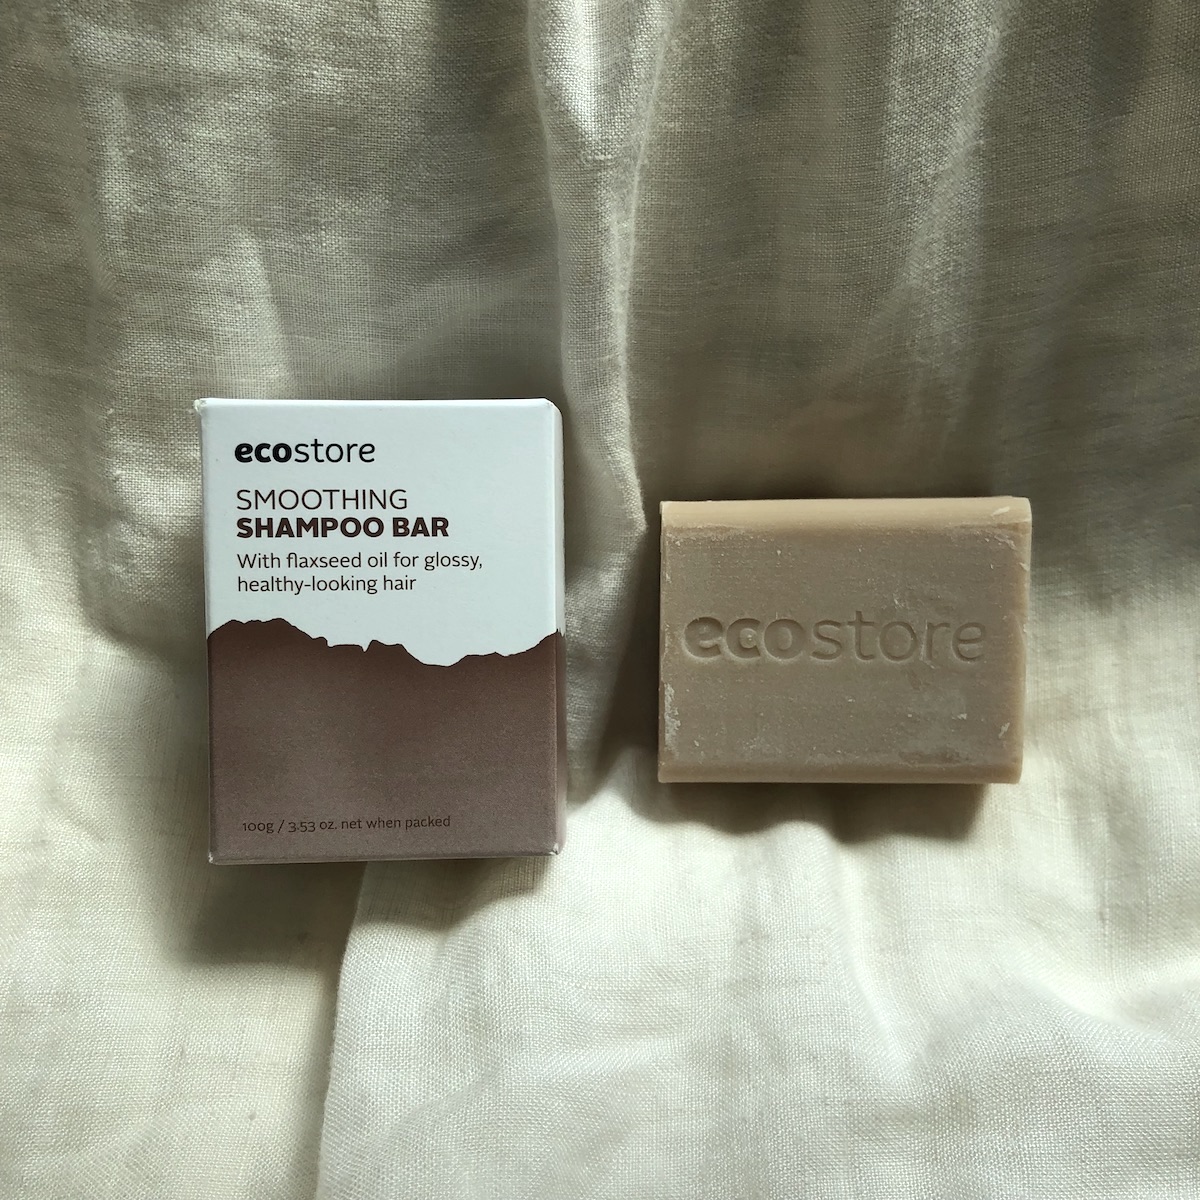 ecostore
SMOOTHING
SHAMPOO BAR
With flaxseed oil for glossy,
healthy-looking hair
100g / 3.53 oz. net when packed
ecostore